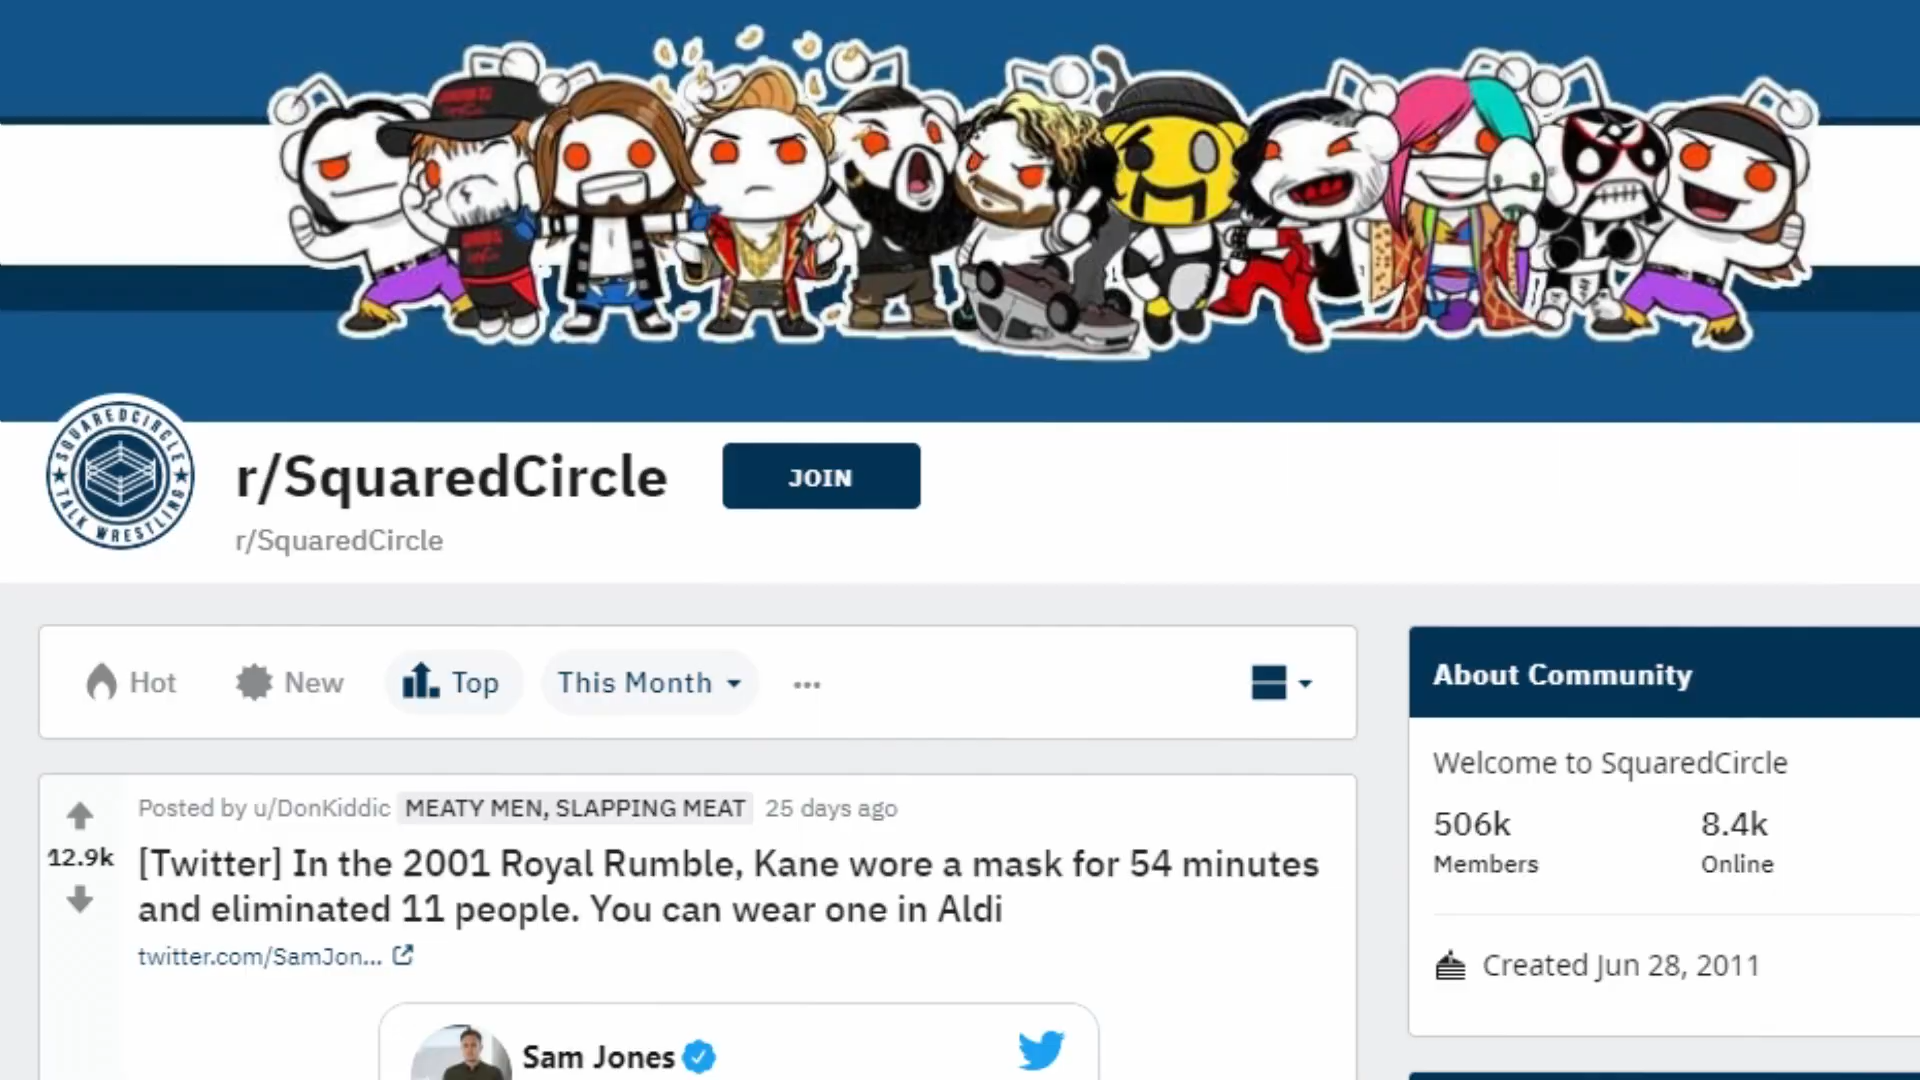 SQUAREDCIRCLE
TALK WRESTLING
r/SquaredCircle
JOIN
r/SquaredCircle
Hot
New
Top
This Month
About Community
Welcome to SquaredCircle
506k
8.4k
Members
Online
Created Jun 28, 2011
Posted by u/DonKiddic MEATY MEN, SLAPPING MEAT 25 days ago
12.9k
[Twitter] In the 2001 Royal Rumble, Kane wore a mask for 54 minutes
and eliminated 11 people. You can wear one in Aldi
twitter.com/SamJon...
Sam Jones